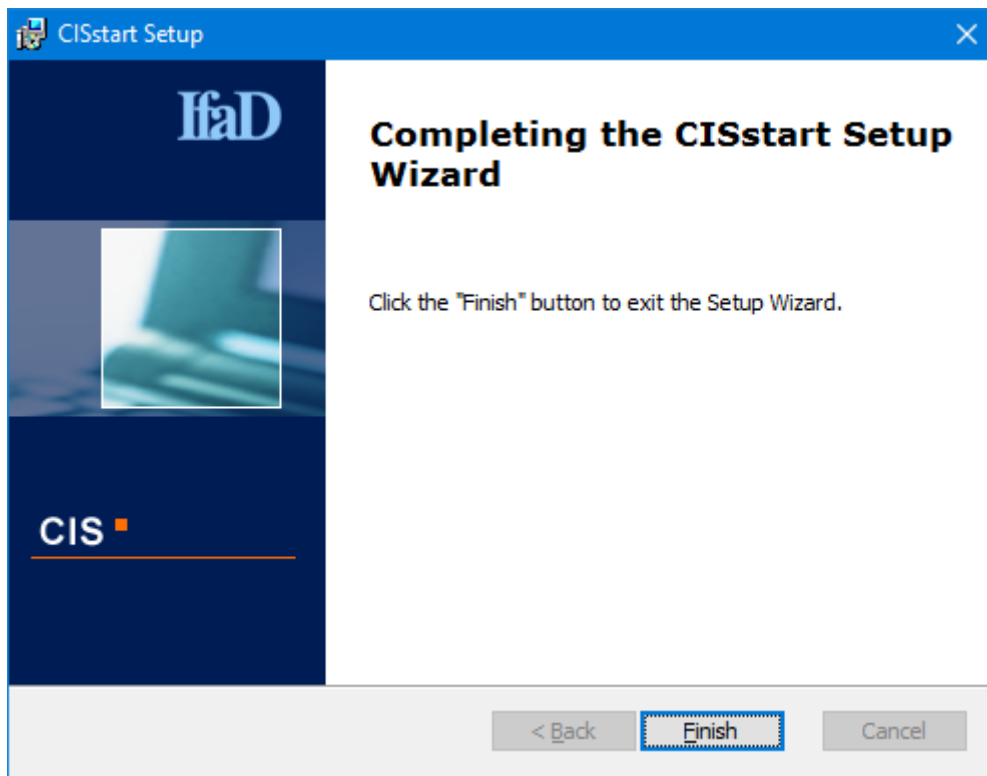 CISstart Setup
IfaD
Completing the CISstart Setup
Wizard
Click the "Finish" button to exit the Setup Wizard.
CIS
< Back
Finish
Cancel